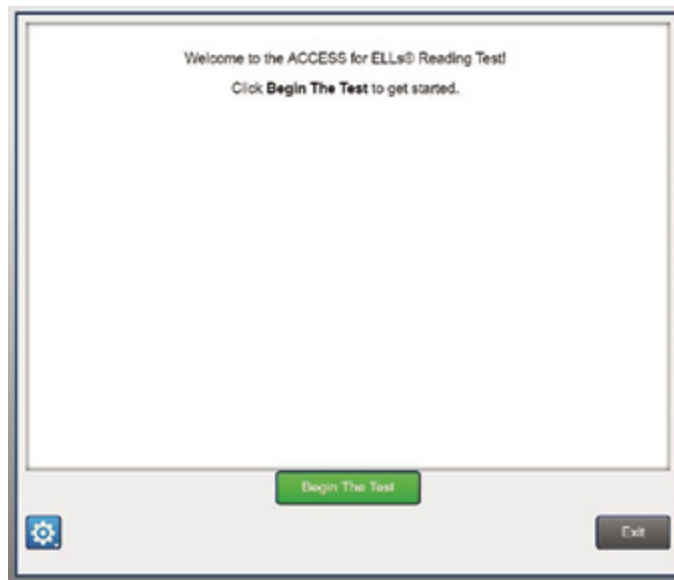 Welcome to the ACCESS for ELLs® Reading Test!
Click Begin The Test to get started.
Begin The Test
Exit